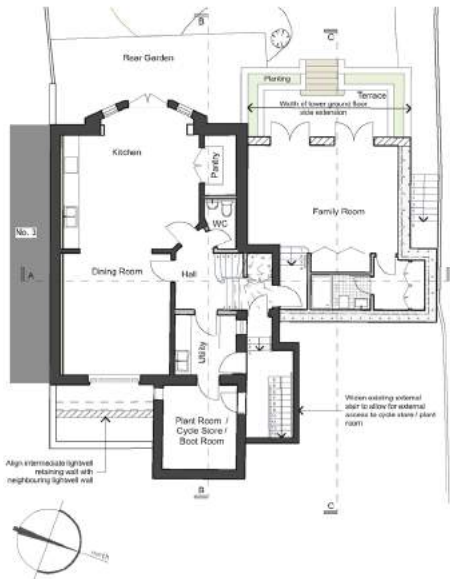 B
C
Rear Garden
Planting
Terrace
Width of lower ground floor
side extension
Kitchen
Pantry
Family Room
WC
No. 3
Hall
A
Dining Room
Utility
Widen existing external
stair to allow for external
access to cycle store / plant
room
Plant Room /
Cycle Store /
Boot Room
Align intermediate lightwell
retaining wall with
neighbouring lightwell wall
B
C
north